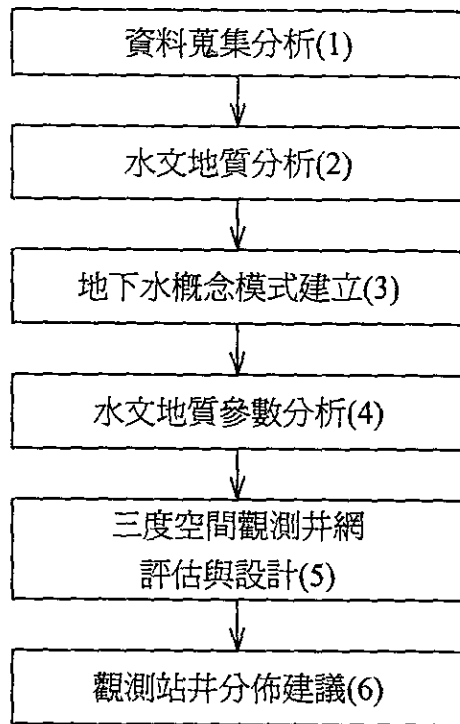 資料蒐集分析(1)
水文地質分析(2)
地下水概念模式建立(3)
水文地質參數分析(4)
三度空間觀測井網
評估與設計(5)
觀測站井分佈建議(6)